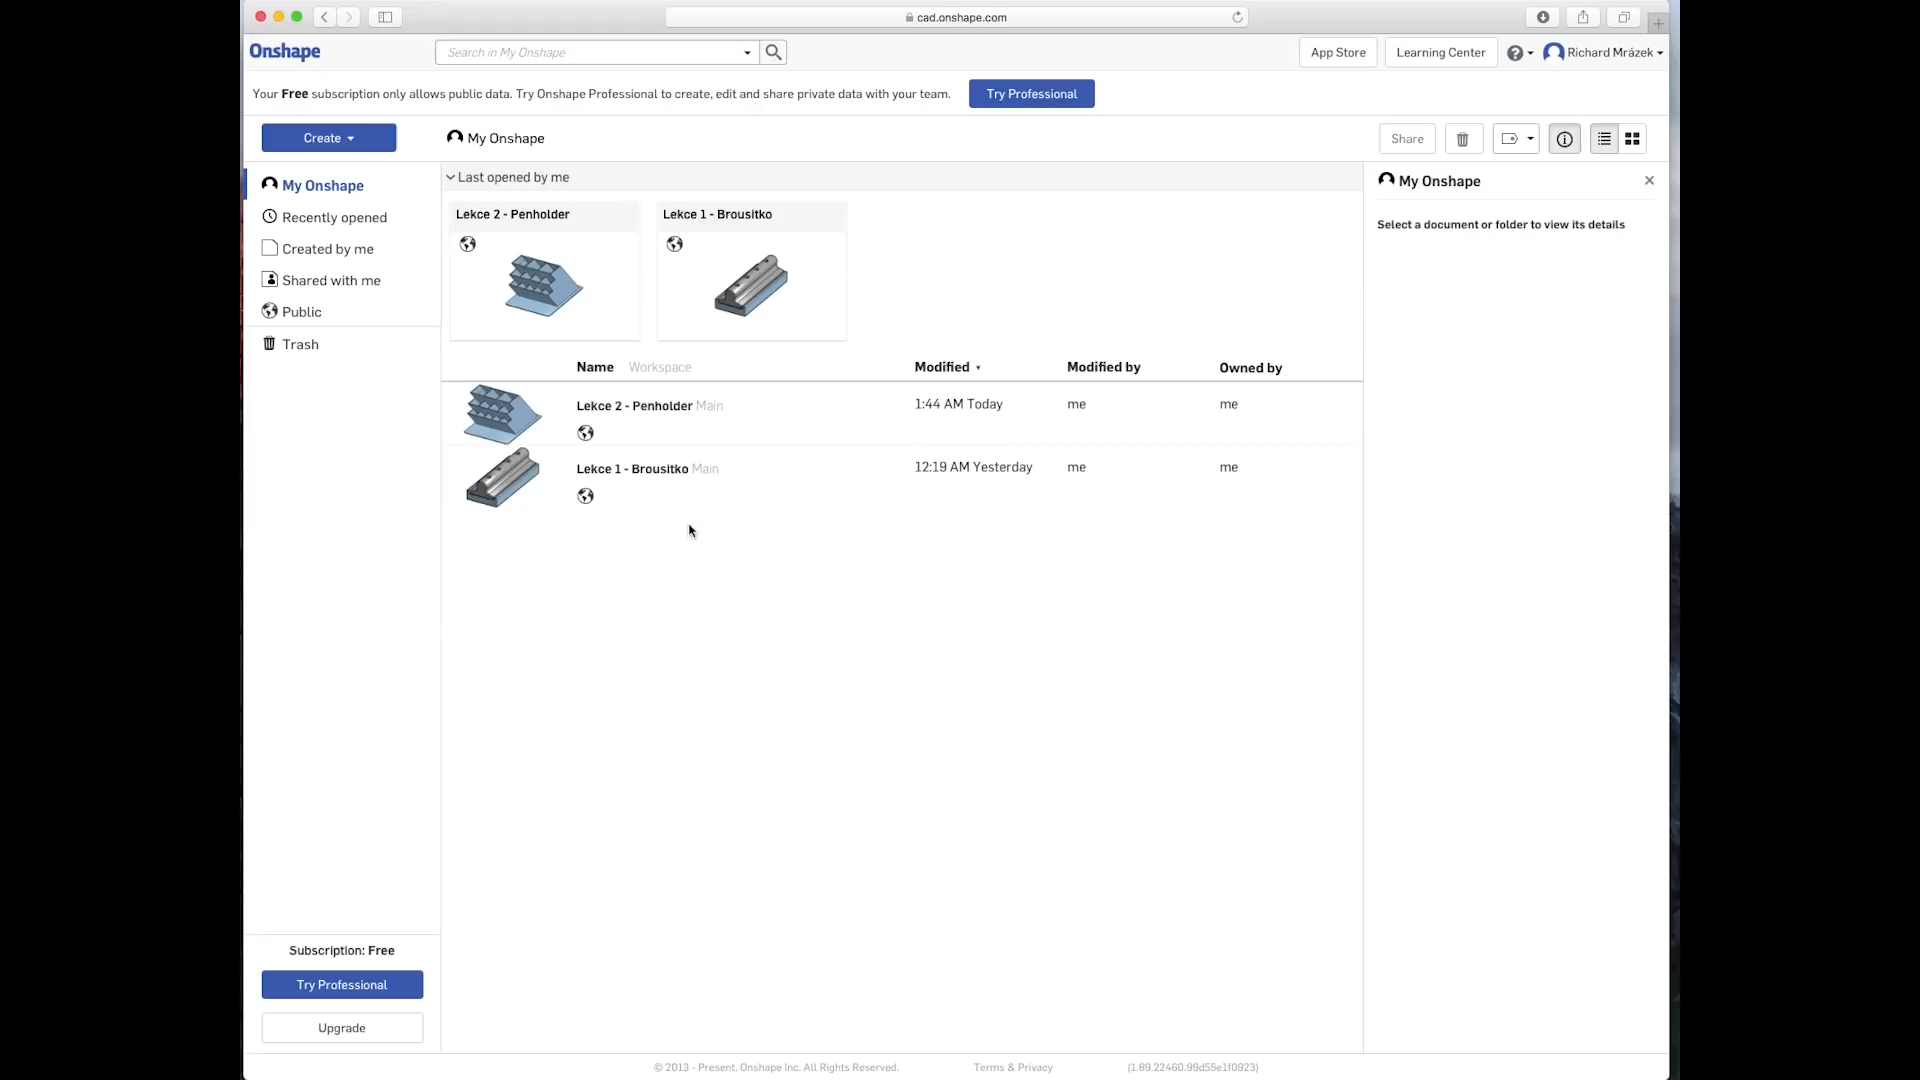 cad.onshape.com
Onshape
Search in My Onshape
App Store
Learning Center
Richard Mrázek
Your Free subscription only allows public data. Try Onshape Professional to create, edit and share private data with your team.
Try Professional
Create
My Onshape
Share
My Onshape
Recently opened
Created by me
Shared with me
Public
Trash
Last opened by me
Lekce 2 - Penholder
Lekce 1 - Brousitko
Name Workspace Modified Modified by Owned by
Lekce 2 - Penholder Main 1:44 AM Today me me
Lekce 1 - Brousitko Main 12:19 AM Yesterday me me
My Onshape
Select a document or folder to view its details
Subscription: Free
Try Professional
Upgrade
© 2013 - Present, Onshape Inc. All Rights Reserved. Terms & Privacy (1.89.22460.99d55e1f0923)